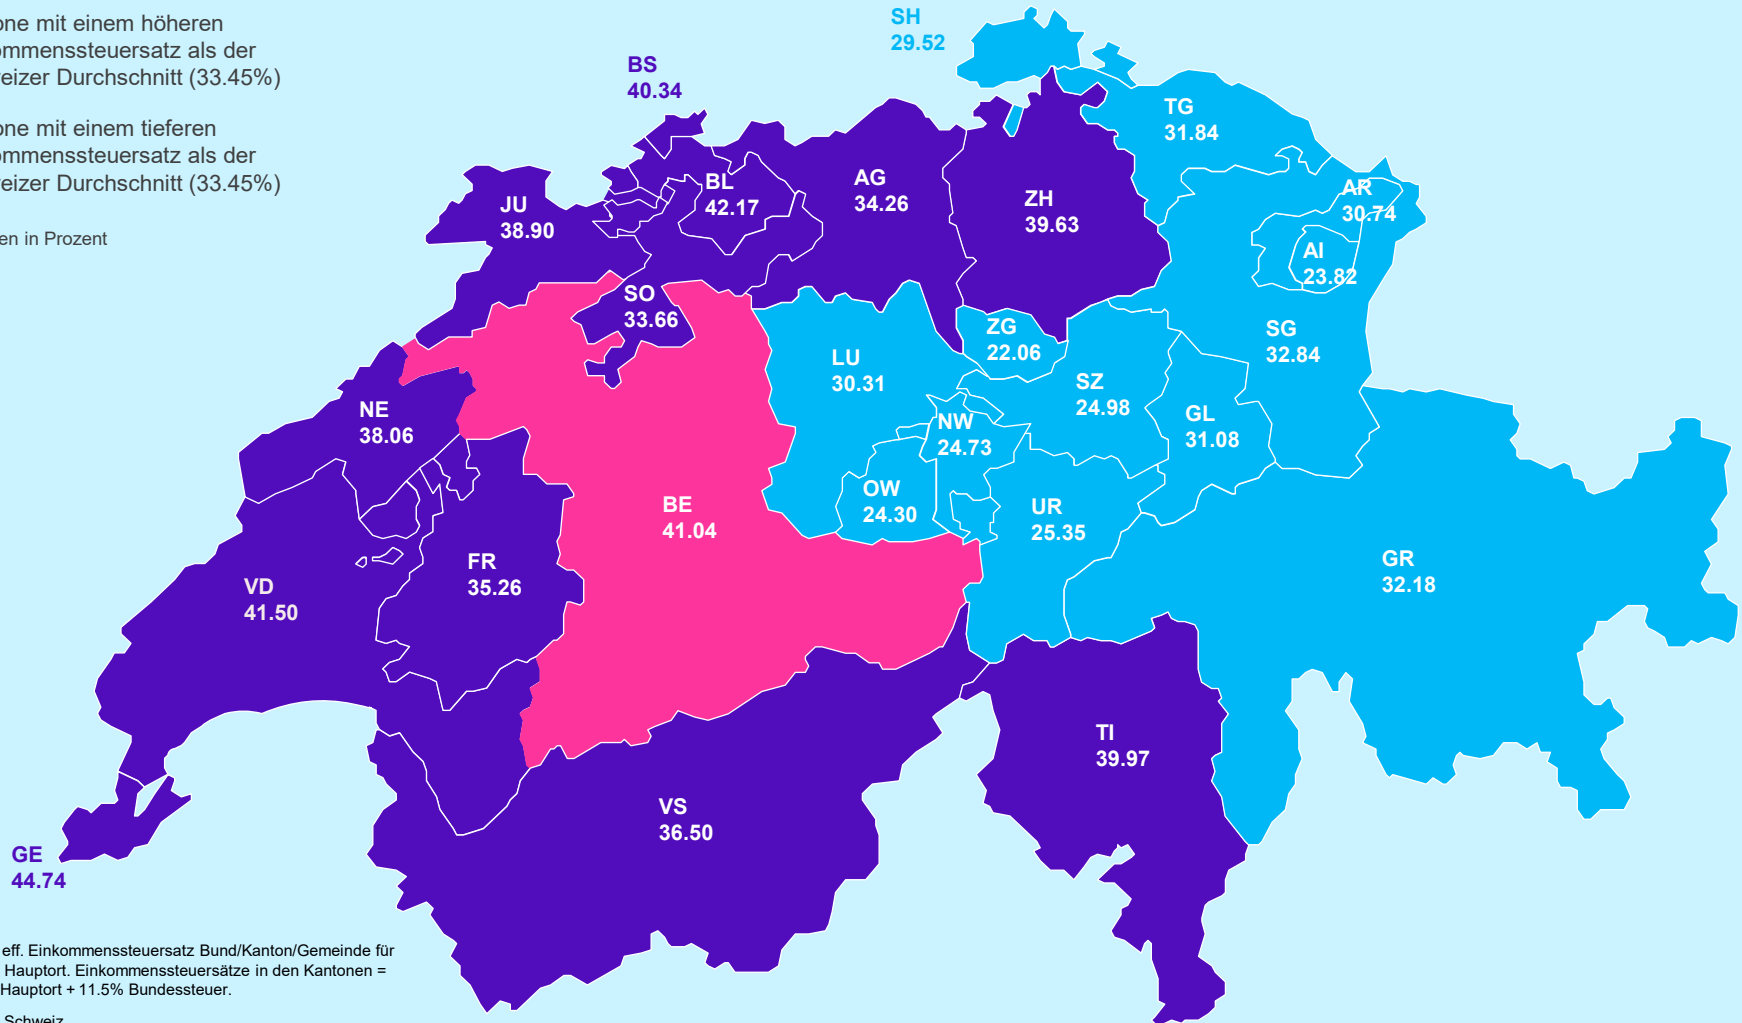 one mit einem höheren
ommenssteuersatz als der
eizer Durchschnitt (33.45%)
one mit einem tieferen
ommenssteuersatz als der
eizer Durchschnitt (33.45%)
en in Prozent
SH
29.52
BS
40.34
TG
31.84
BL
42.17
AG
34.26
ZH
39.63
AR
30.74
JU
38.90
AI
23.82
SO
33.66
ZG
22.06
SG
32.84
LU
30.31
SZ
24.98
NE
38.06
NW
24.73
GL
31.08
OW
24.30
BE
41.04
UR
25.35
FR
35.26
GR
32.18
VD
41.50
TI
39.97
VS
36.50
GE
44.74
eff. Einkommenssteuersatz Bund/Kanton/Gemeinde für
Hauptort. Einkommenssteuersätze in den Kantonen =
Hauptort + 11.5% Bundessteuer.
Schweiz